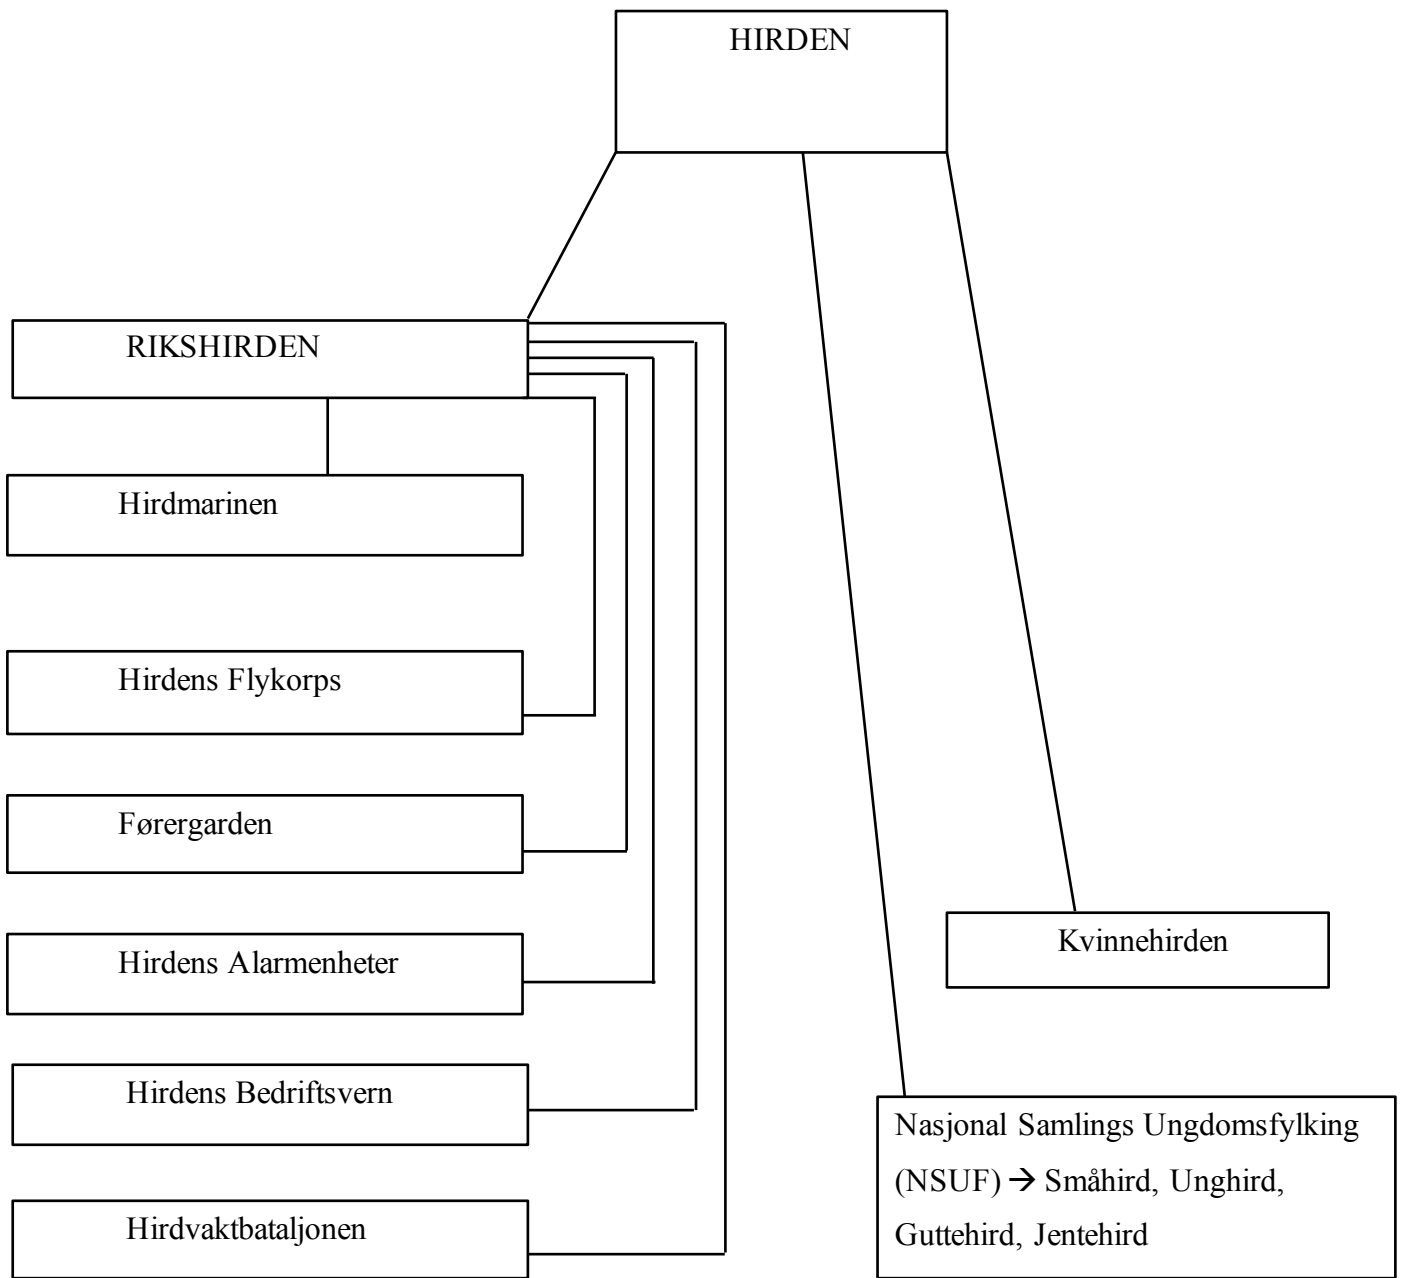 HIRDEN
RIKSHIRDEN
Hirdmarinen
Hirdens Flykorps
Førergarden
Hirdens Alarmenheter
Hirdens Bedriftsvern
Hirdvaktbataljonen
Kvinnehirden
Nasjonal Samlings Ungdomsfylking
(NSUF) → Småhird, Unghird,
Guttehird, Jentehird